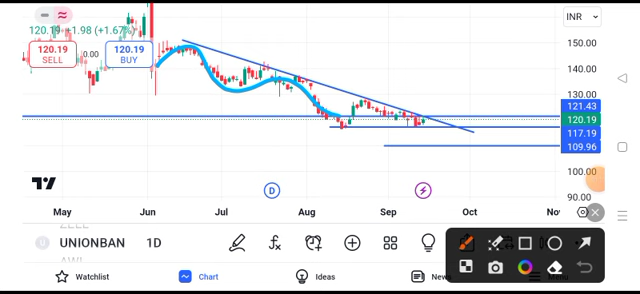 120.19 +1.98 (+1.67%)
INR
120.19
SELL
0.00
120.19
BUY
150.00
140.00
130.00
121.43
120.19
117.19
109.96
100.00
90.00
D
May Jun Jul Aug Sep Oct Nov
UNIONBAN 1D
Watchlist Chart Ideas News